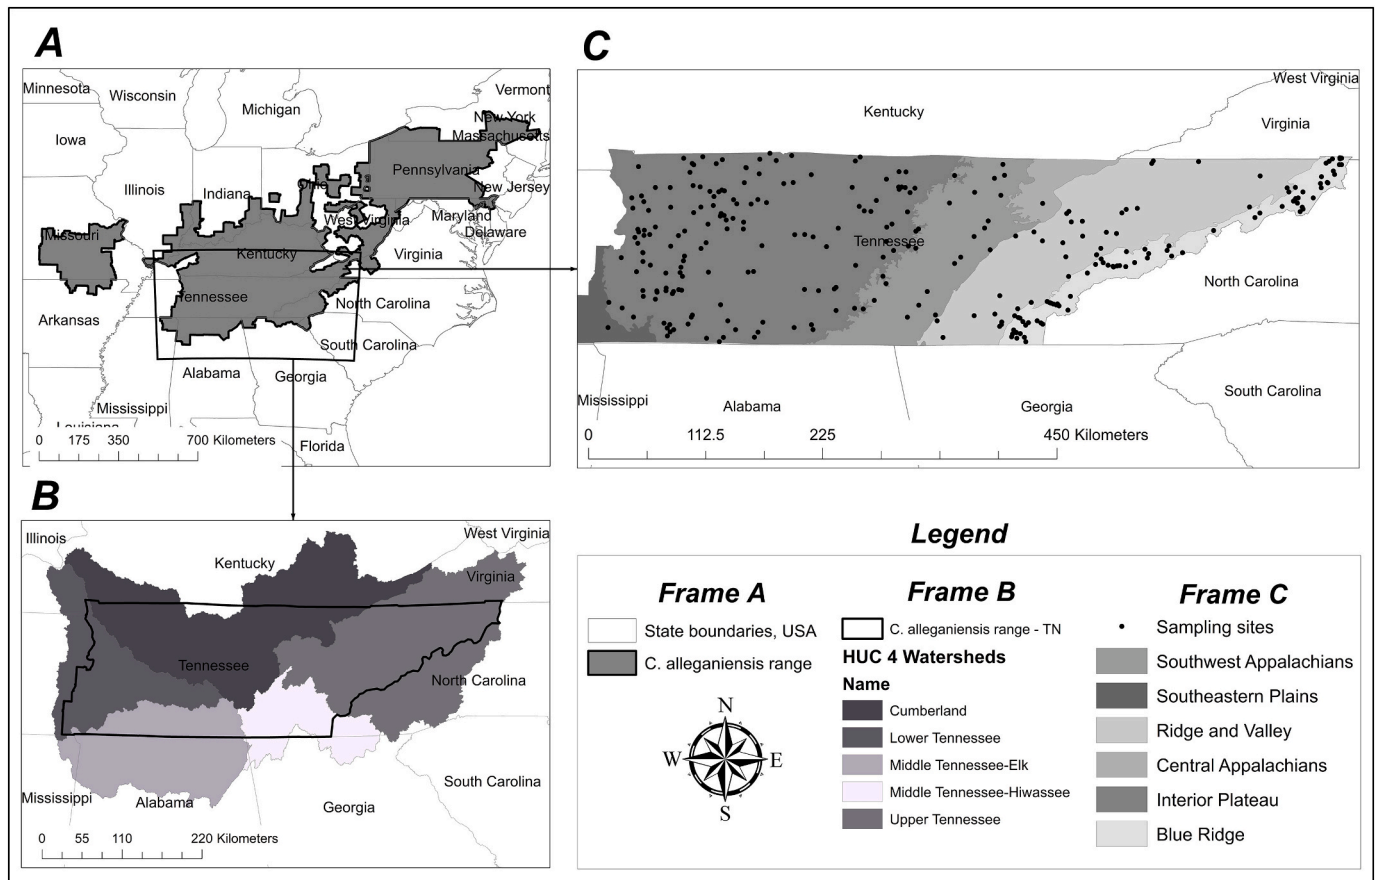 A
Minnesota
Wisconsin
Michigan
Vermont
New York
Massachusetts
Iowa
Pennsylvania
Illinois
Indiana
Ohio
New Jersey
West Virginia
Maryland
Delaware
Missouri
Kentucky
Virginia
Tennessee
North Carolina
Arkansas
South Carolina
Alabama
Georgia
Mississippi
Louisiana
Florida
0 175 350 700 Kilometers
B
Illinois
West Virginia
Kentucky
Virginia
Tennessee
North Carolina
South Carolina
Mississippi
Alabama
Georgia
0 55 110 220 Kilometers
C
West Virginia
Kentucky
Virginia
Tennessee
North Carolina
South Carolina
Mississippi
Alabama
Georgia
0 112.5 225 450 Kilometers
Legend
Frame A
State boundaries, USA
C. alleganiensis range
N
W E
S
Frame B
C. alleganiensis range - TN
HUC 4 Watersheds
Name
Cumberland
Lower Tennessee
Middle Tennessee-Elk
Middle Tennessee-Hiwassee
Upper Tennessee
Frame C
Sampling sites
Southwest Appalachians
Southeastern Plains
Ridge and Valley
Central Appalachians
Interior Plateau
Blue Ridge